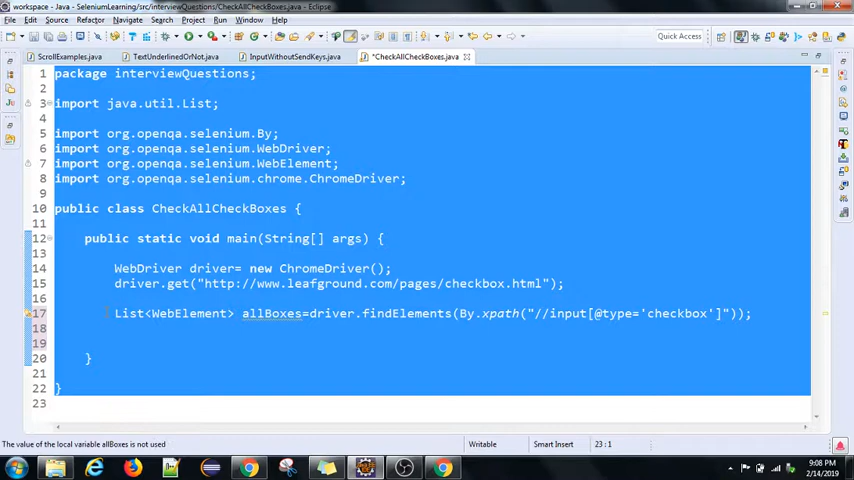 workspace - Java - SeleniumLearning/src/interviewQuestions/CheckAllCheckBoxes.java - Eclipse
File Edit Source Refactor Navigate Search Project Run Window Help
Quick Access
ScrollExamples.java TextUnderlinedOrNot.java InputWithoutSendKeys.java *CheckAllCheckBoxes.java
1 package interviewQuestions;
2
3 import java.util.List;
4
5 import org.openqa.selenium.By;
6 import org.openqa.selenium.WebDriver;
7 import org.openqa.selenium.WebElement;
8 import org.openqa.selenium.chrome.ChromeDriver;
9
10 public class CheckAllCheckBoxes {
11
12 public static void main(String[] args) {
13
14 WebDriver driver= new ChromeDriver();
15 driver.get("http://www.leafground.com/pages/checkbox.html");
16
17 List<WebElement> allBoxes=driver.findElements(By.xpath("//input[@type='checkbox']"));
18
19
20 }
21
22 }
23
The value of the local variable allBoxes is not used Writable Smart Insert 23 : 1
9:08 PM
2/14/2019